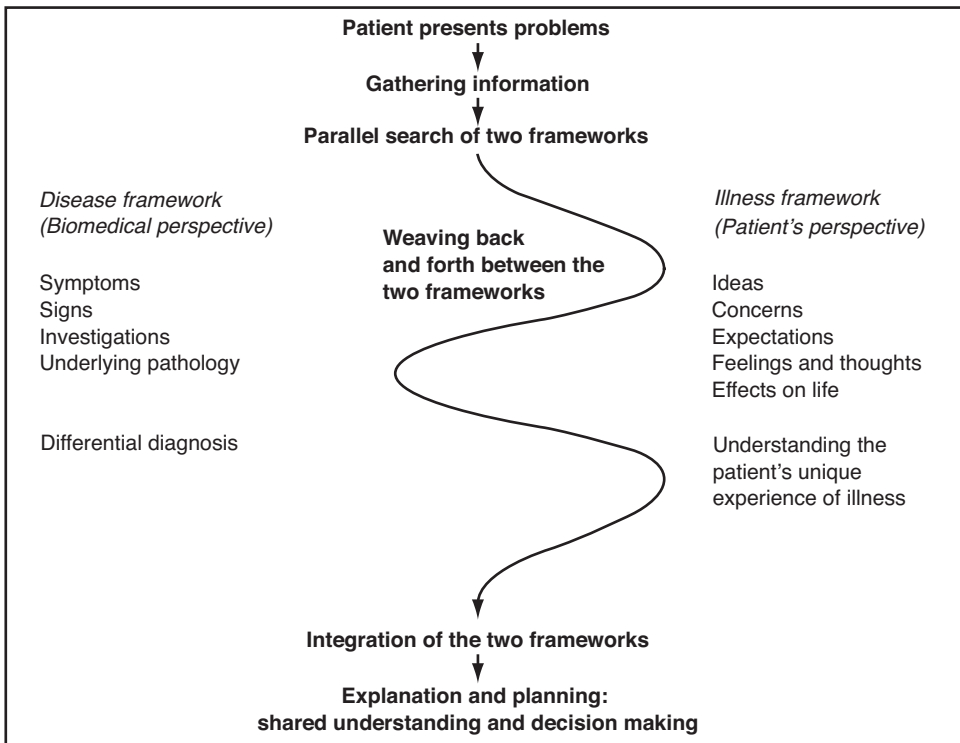 Patient presents problems
Gathering information
Parallel search of two frameworks
Disease framework
(Biomedical perspective)
Symptoms
Signs
Investigations
Underlying pathology
Differential diagnosis
Weaving back
and forth between the
two frameworks
Illness framework
(Patient’s perspective)
Ideas
Concerns
Expectations
Feelings and thoughts
Effects on life
Understanding the
patient’s unique
experience of illness
Integration of the two frameworks
Explanation and planning:
shared understanding and decision making